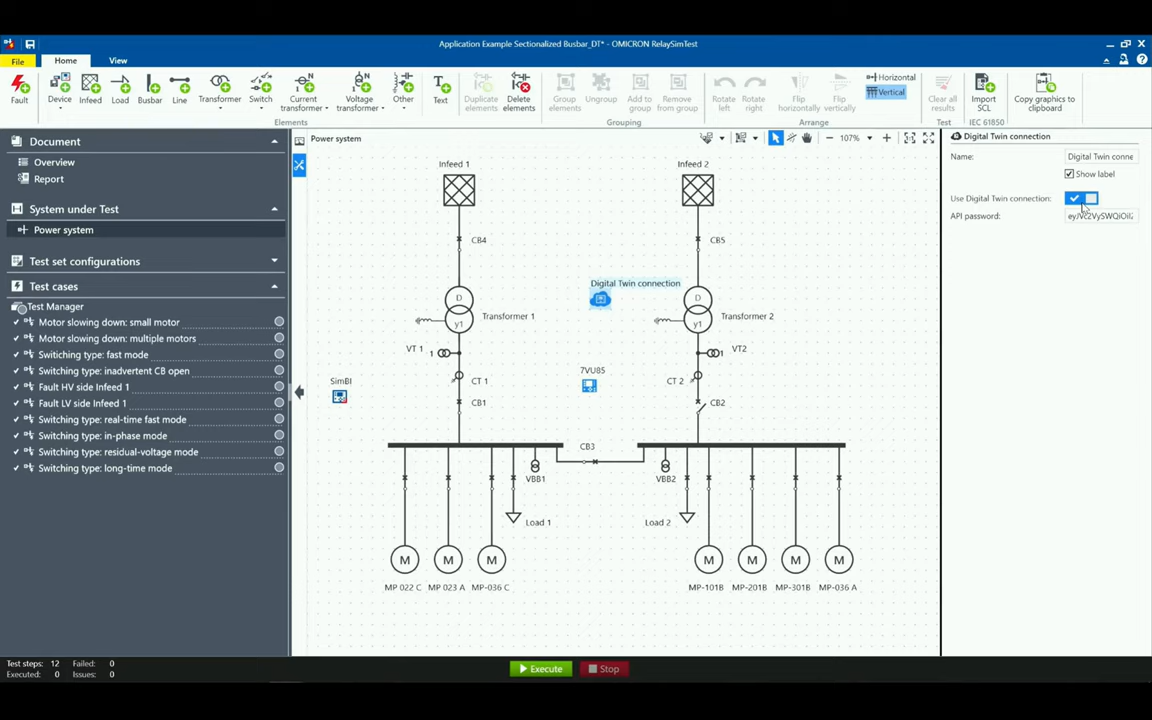 Application Example Sectionalized Busbar_DT* - OMICRON RelaySimTest
File
Home
View
Fault
Device
Infeed
Load
Busbar
Line
Transformer
Switch
Current
transformer
Voltage
transformer
Other
Text
Duplicate
elements
Delete
elements
Group
elements
Ungroup
Add to
group
Remove
from group
Rotate
left
Rotate
right
Flip
horizontally
Flip
vertically
Horizontal
Vertical
Clear all
results
Import
SCL
Copy graphics to
clipboard
Elements
Grouping
Arrange
Test
IEC 61850
Document
Overview
Report
System under Test
Power system
Test set configurations
Test cases
Test Manager
Motor slowing down: small motor
Motor slowing down: multiple motors
Switiching type: fast mode
Switching type: inadvertent CB open
Fault HV side Infeed 1
Fault LV side Infeed 1
Switching type: real-time fast mode
Switching type: in-phase mode
Switching type: residual-voltage mode
Switching type: long-time mode
Power system
107%
Infeed 1
Infeed 2
CB4
CB5
Digital Twin connection
D
y1
Transformer 1
D
y1
Transformer 2
VT 1
1
1
VT2
SimBI
7VU85
CT 1
CT 2
CB1
CB2
CB3
VBB1
VBB2
Load 1
Load 2
M
M
M
M
M
M
M
MP 022 C
MP 023 A
MP-036 C
MP-101B
MP-201B
MP-301B
MP-036 A
Digital Twin connection
Name:
Digital Twin conne
Show label
Use Digital Twin connection:
API password:
Test steps: 12
Failed: 0
Executed: 0
Issues: 0
Execute
Stop